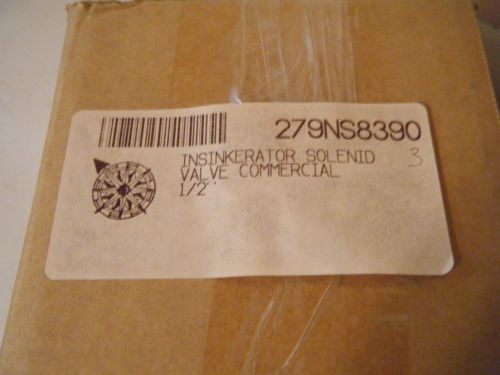 279NS8390
INSINKERATOR SOLENID 3
VALVE COMMERCIAL
1/2"